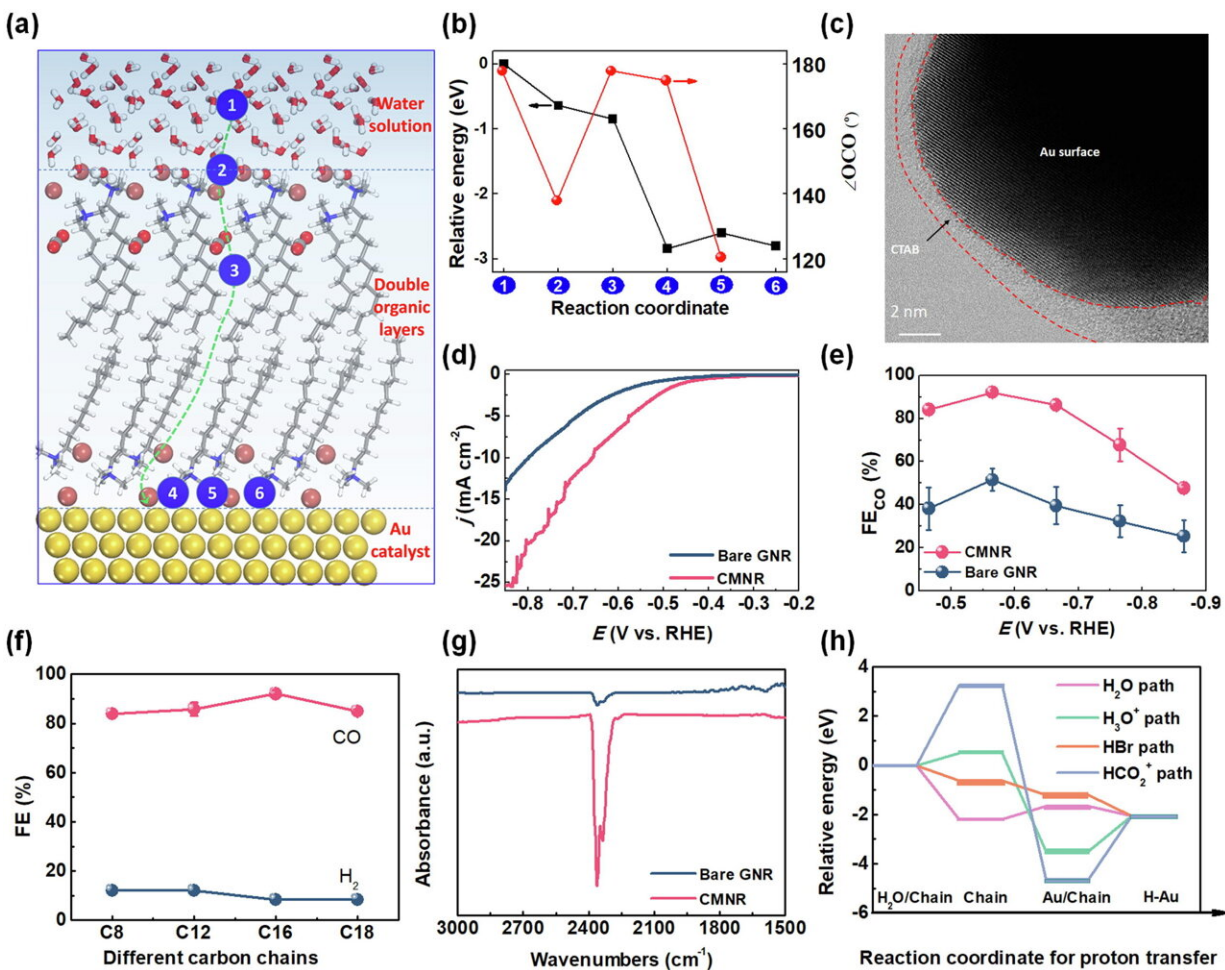 (a)
Water
solution
1
2
3
Double
organic
layers
4
5
6
Au
catalyst
(b)
Relative energy (eV)
0
-1
-2
-3
180
160
140
120
∠OCO (°)
1 2 3 4 5 6
Reaction coordinate
(c)
Au surface
CTAB
2 nm
(d)
j (mA cm-2)
0
-5
-10
-15
-20
-25
Bare GNR
CMNR
-0.8 -0.7 -0.6 -0.5 -0.4 -0.3 -0.2
E (V vs. RHE)
(e)
FECO (%)
100
80
60
40
20
0
CMNR
Bare GNR
-0.5 -0.6 -0.7 -0.8 -0.9
E (V vs. RHE)
(f)
FE (%)
100
80
60
40
20
0
CO
H2
C8 C12 C16 C18
Different carbon chains
(g)
Absorbance (a.u.)
Bare GNR
CMNR
3000 2400 1800 1500
Wavenumbers (cm-1)
(h)
Relative energy (eV)
4
2
0
-2
-4
-6
H2O path
H3O+ path
HBr path
HCO2+ path
H2O/Chain Chain Au/Chain H-Au
Reaction coordinate for proton transfer